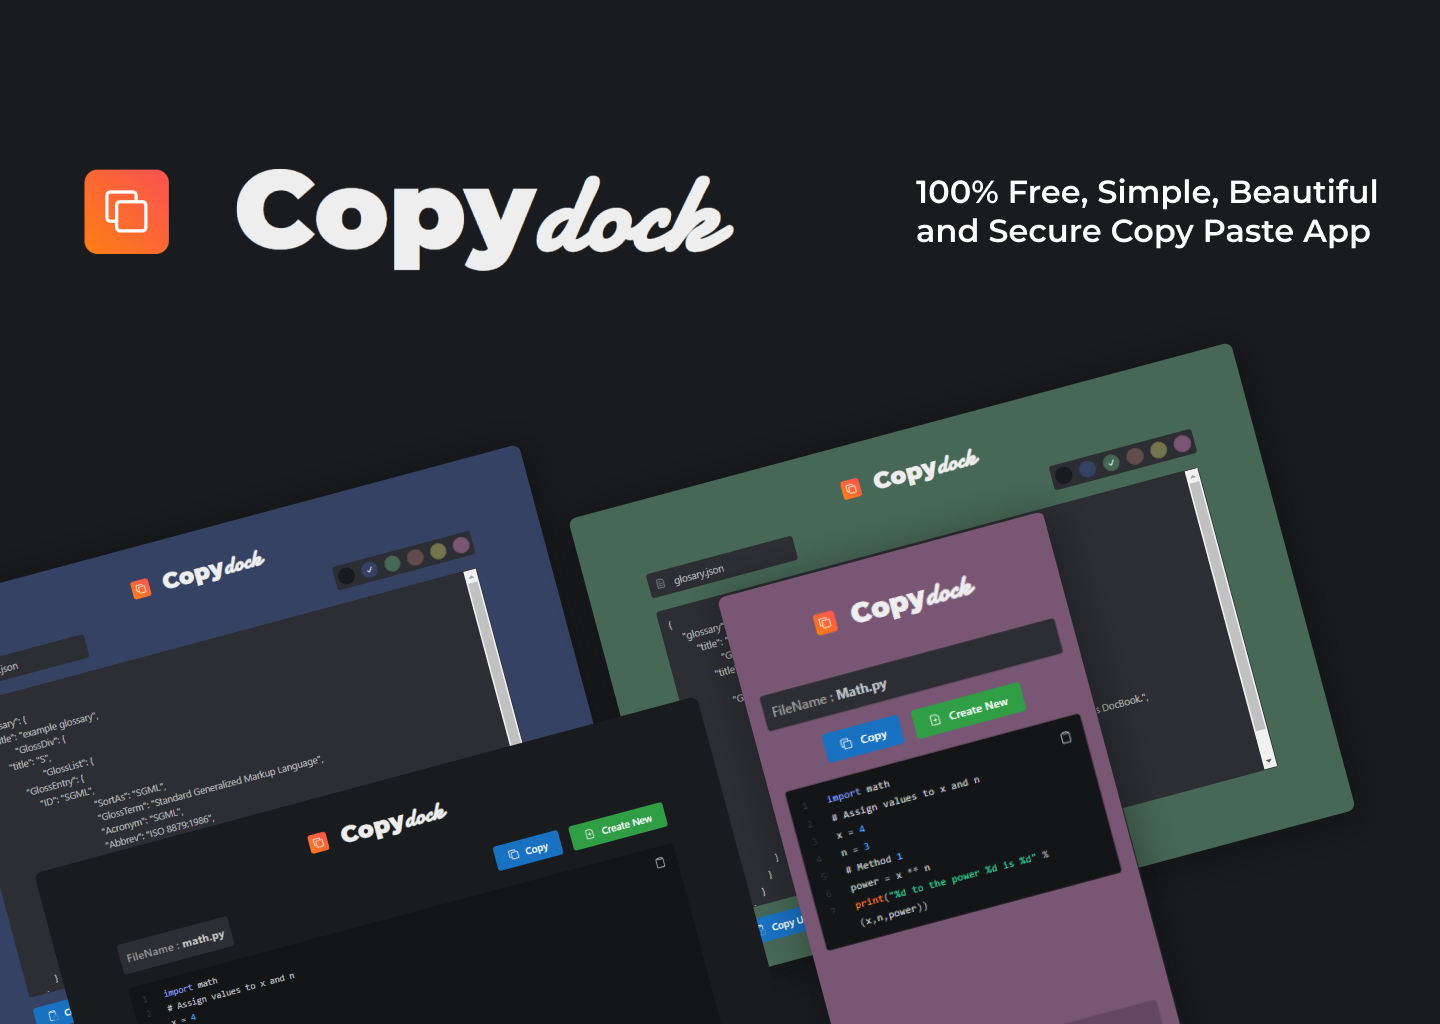 Copydock
100% Free, Simple, Beautiful
and Secure Copy Paste App
Copydock
.json
ssary": {
"title": "example glossary",
"GlossDiv": {
"title": "S",
"GlossList": {
"GlossEntry": {
"ID": "SGML",
"SortAs": "SGML",
"GlossTerm": "Standard Generalized Markup Language",
"Acronym": "SGML",
"Abbrev": "ISO 8879:1986",
}
Copydock
glosary.json
{
"glossary"
"title": "
"G
"title
"G
s DocBook.",
}
}
]
Copy U
Copydock
FileName : Math.py
Copy
Create New
1 import math
2 # Assign values to x and n
3 x = 4
4 n = 3
5 # Method 1
6 power = x ** n
7 print("%d to the power %d is %d" %
(x,n,power))
Copydock
Copy
Create New
FileName : math.py
1 import math
2 # Assign values to x and n
x = 4